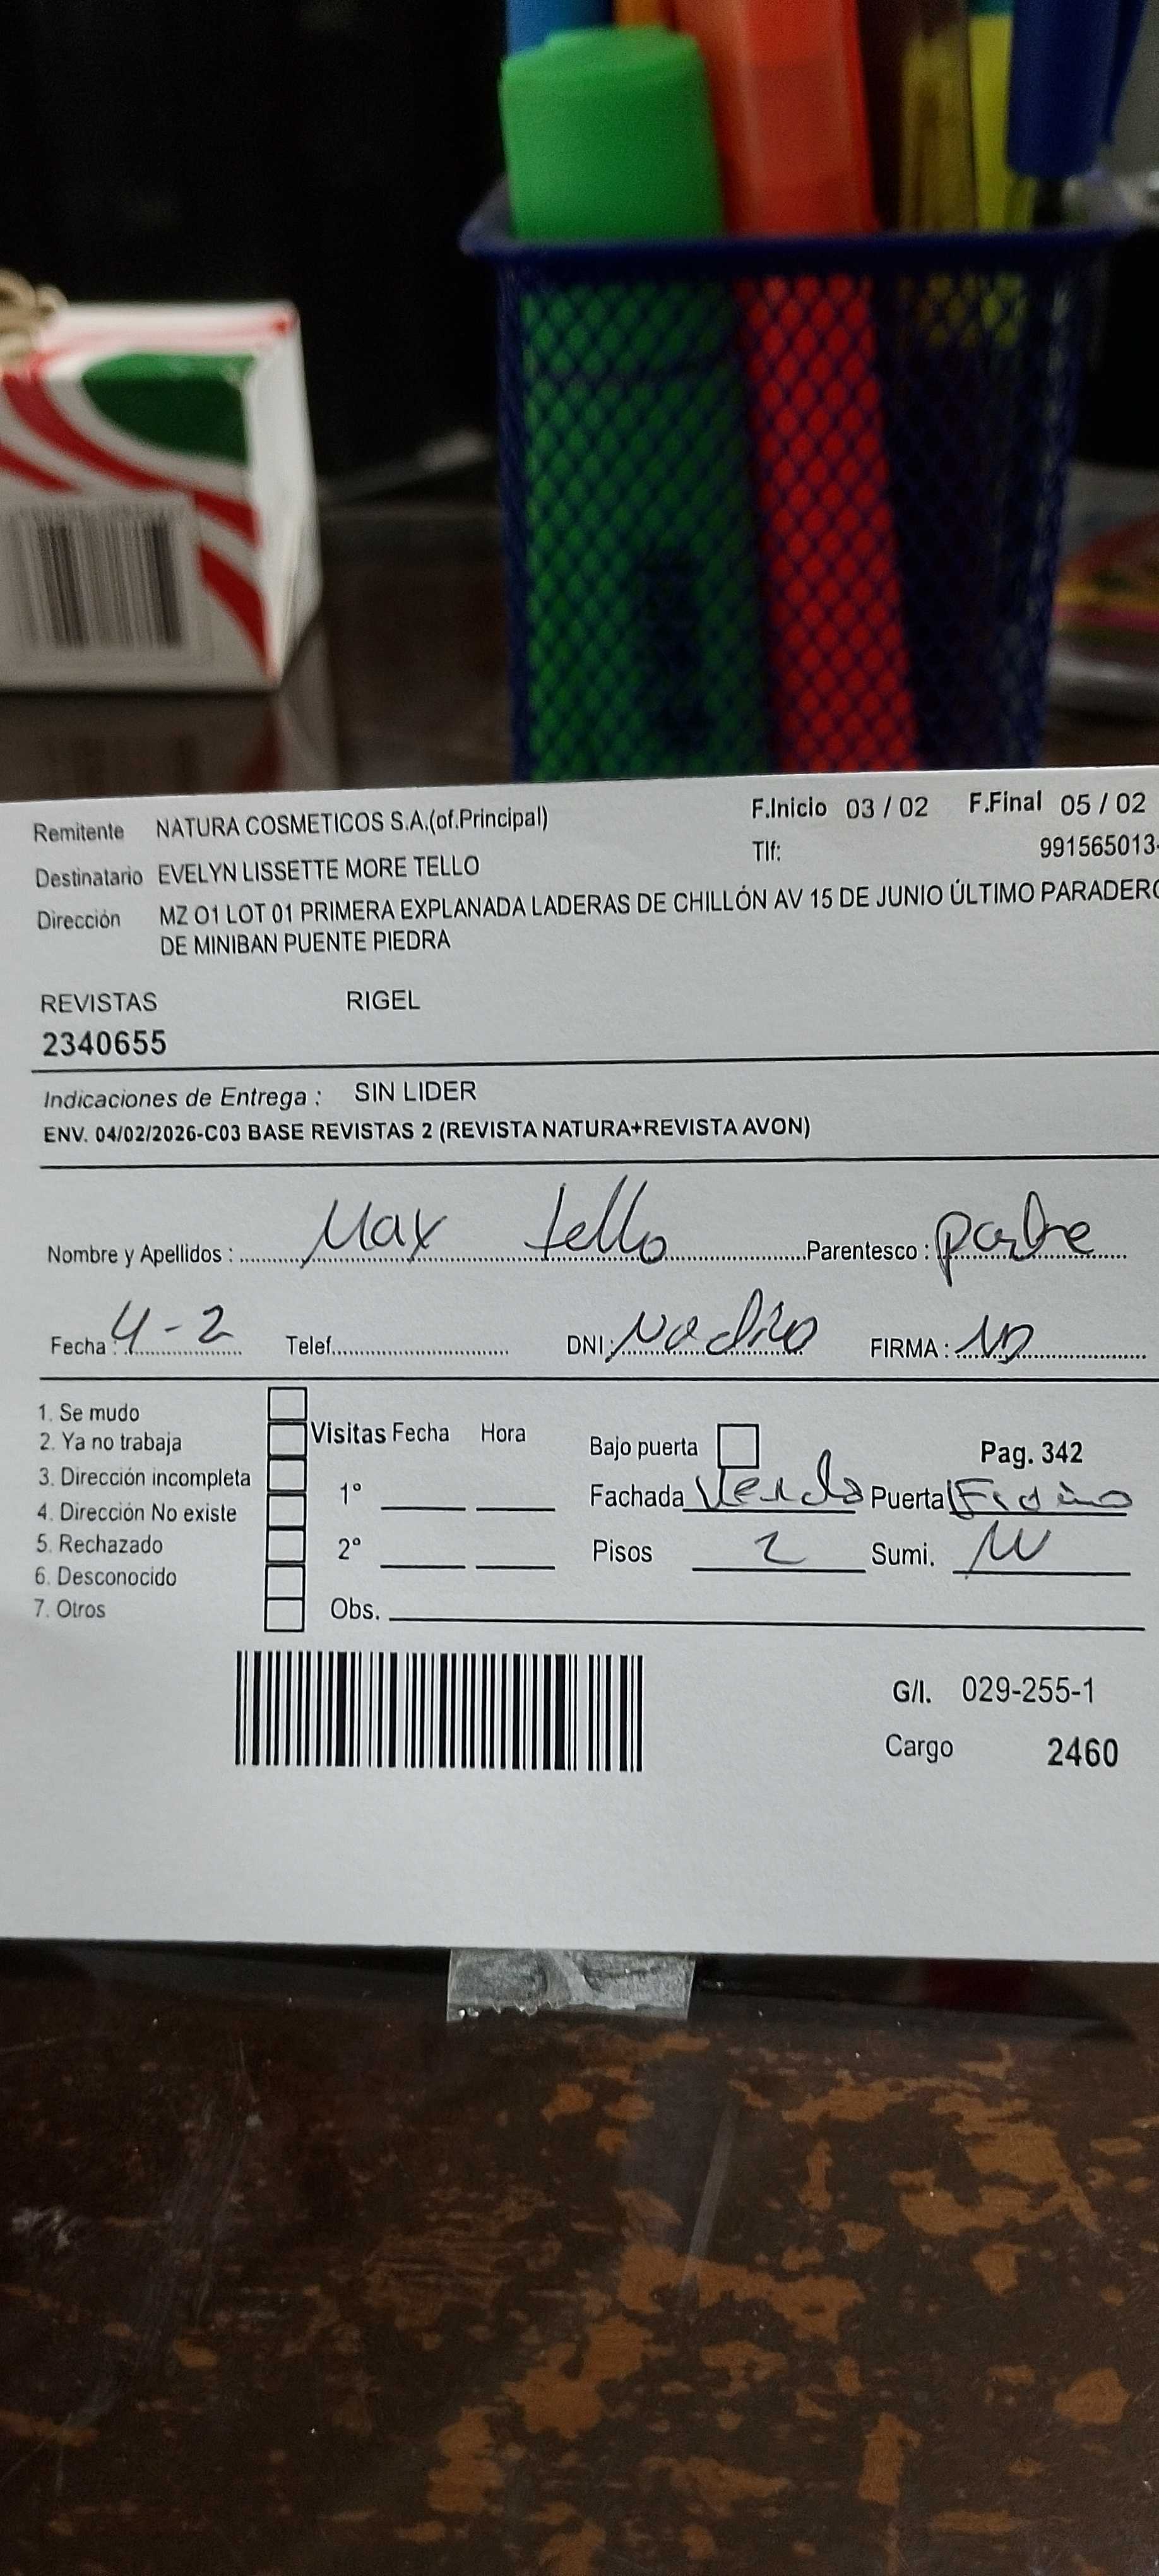 Remitente NATURA COSMETICOS S.A.(of.Principal) F.Inicio 03 / 02 F.Final 05 / 02
Tlf: 991565013-
Destinatario EVELYN LISSETTE MORE TELLO
Dirección MZ O1 LOT 01 PRIMERA EXPLANADA LADERAS DE CHILLÓN AV 15 DE JUNIO ÚLTIMO PARADERO
DE MINIBAN PUENTE PIEDRA
REVISTAS RIGEL
2340655
Indicaciones de Entrega : SIN LIDER
ENV. 04/02/2026-C03 BASE REVISTAS 2 (REVISTA NATURA+REVISTA AVON)
Nombre y Apellidos : Max tello Parentesco : padre
Fecha : 4-2 Telef. DNI: No dio FIRMA : NO
1. Se mudo
2. Ya no trabaja
3. Dirección incompleta
4. Dirección No existe
5. Rechazado
6. Desconocido
7. Otros
Visitas Fecha Hora
1°
2°
Obs.
Bajo puerta Pag. 342
Fachada Verde Puerta
Pisos 2 Sumi.
G/I. 029-255-1
Cargo 2460